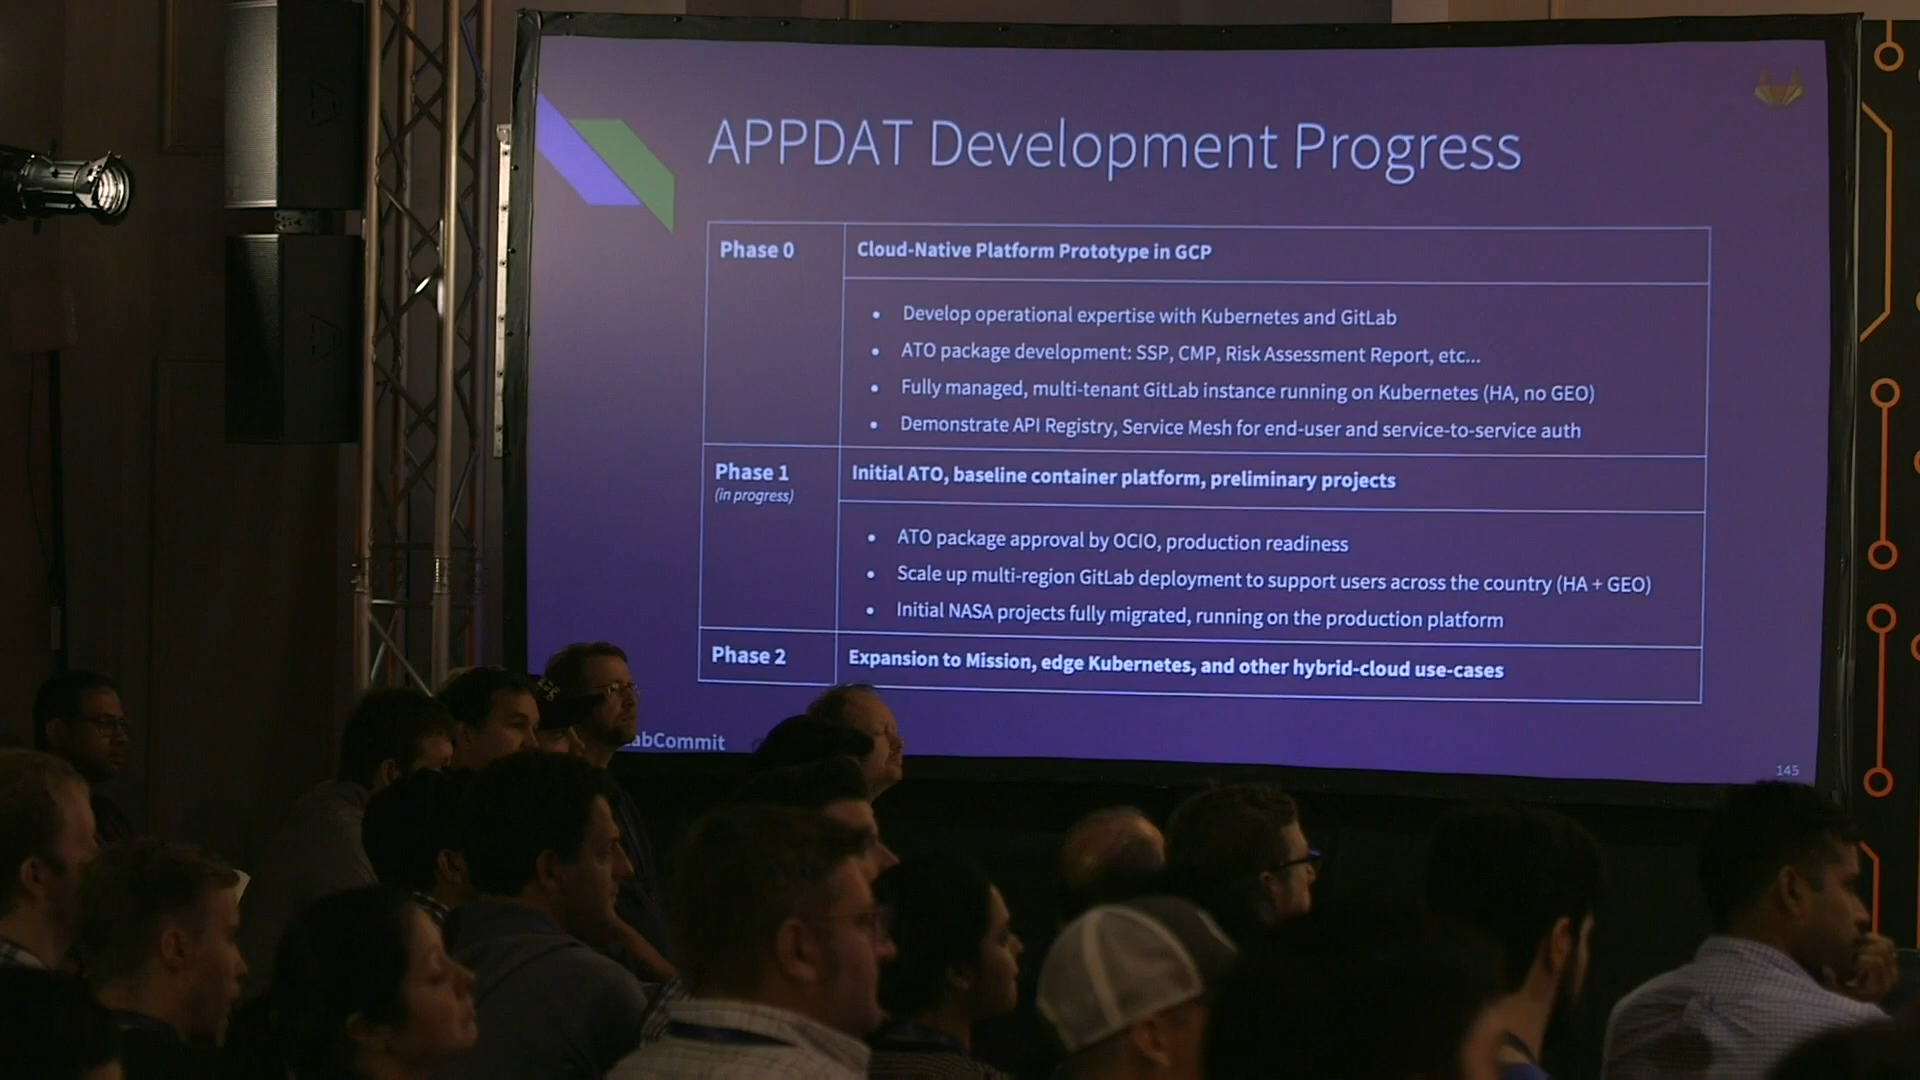 APPDAT Development Progress
Phase 0
Cloud-Native Platform Prototype in GCP
• Develop operational expertise with Kubernetes and GitLab
• ATO package development: SSP, CMP, Risk Assessment Report, etc...
• Fully managed, multi-tenant GitLab instance running on Kubernetes (HA, no GEO)
• Demonstrate API Registry, Service Mesh for end-user and service-to-service auth
Phase 1
(in progress)
Initial ATO, baseline container platform, preliminary projects
• ATO package approval by OCIO, production readiness
• Scale up multi-region GitLab deployment to support users across the country (HA + GEO)
• Initial NASA projects fully migrated, running on the production platform
Phase 2
Expansion to Mission, edge Kubernetes, and other hybrid-cloud use-cases
abCommit
145